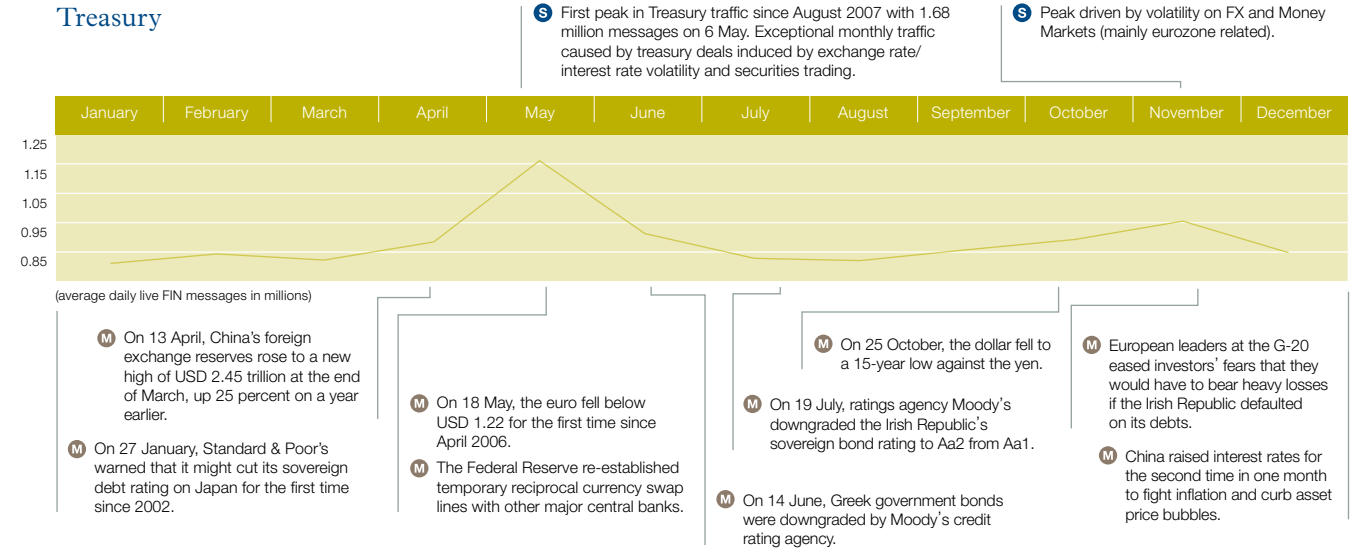 Treasury
S First peak in Treasury traffic since August 2007 with 1.68
million messages on 6 May. Exceptional monthly traffic
caused by treasury deals induced by exchange rate/
interest rate volatility and securities trading.
S Peak driven by volatility on FX and Money
Markets (mainly eurozone related).
January February March April May June July August September October November December
1.25
1.15
1.05
0.95
0.85
(average daily live FIN messages in millions)
M On 13 April, China's foreign
exchange reserves rose to a new
high of USD 2.45 trillion at the end
of March, up 25 percent on a year
earlier.
M On 27 January, Standard & Poor's
warned that it might cut its sovereign
debt rating on Japan for the first time
since 2002.
M On 18 May, the euro fell below
USD 1.22 for the first time since
April 2006.
M The Federal Reserve re-established
temporary reciprocal currency swap
lines with other major central banks.
M On 25 October, the dollar fell to
a 15-year low against the yen.
M On 19 July, ratings agency Moody's
downgraded the Irish Republic's
sovereign bond rating to Aa2 from Aa1.
M On 14 June, Greek government bonds
were downgraded by Moody's credit
rating agency.
M European leaders at the G-20
eased investors' fears that they
would have to bear heavy losses
if the Irish Republic defaulted
on its debts.
M China raised interest rates for
the second time in one month
to fight inflation and curb asset
price bubbles.